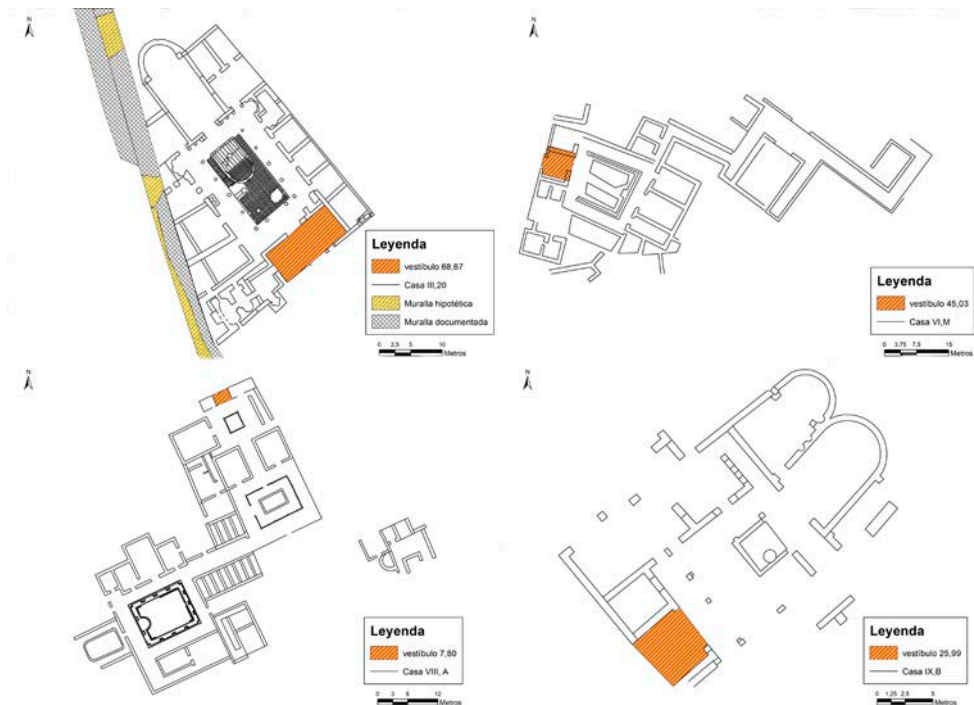 N
Leyenda
vestíbulo 68,67
Casa III,20
Muralla hipotética
Muralla documentada
0 2,5 5 10
Metros
N
Leyenda
vestíbulo 45,03
Casa VI,M
0 3,75 7,5 15
Metros
N
Leyenda
vestíbulo 7,80
Casa VIII, A
0 3 6 12
Metros
N
Leyenda
vestíbulo 25,99
Casa IX,B
0 1,25 2,5 5
Metros